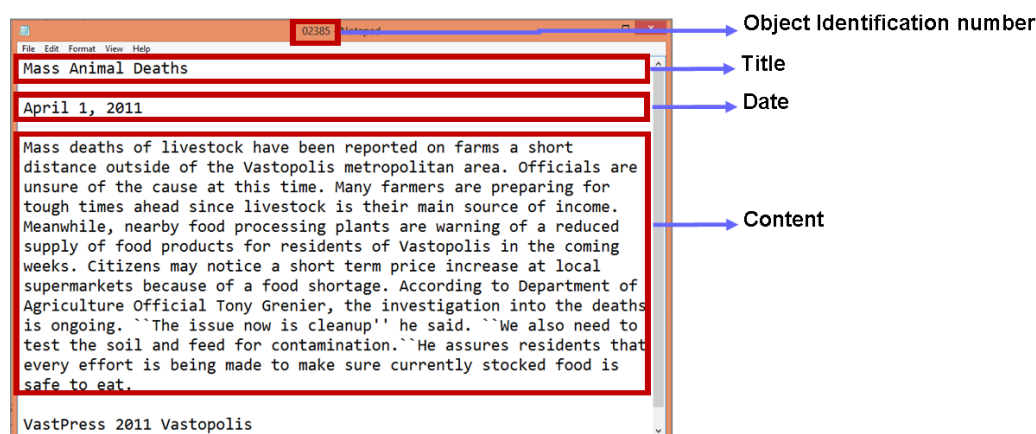 02385 - Notepad
Object Identification number
File Edit Format View Help
Mass Animal Deaths
Title
April 1, 2011
Date
Mass deaths of livestock have been reported on farms a short
distance outside of the Vastopolis metropolitan area. Officials are
unsure of the cause at this time. Many farmers are preparing for
tough times ahead since livestock is their main source of income.
Meanwhile, nearby food processing plants are warning of a reduced
supply of food products for residents of Vastopolis in the coming
weeks. Citizens may notice a short term price increase at local
supermarkets because of a food shortage. According to Department of
Agriculture Official Tony Grenier, the investigation into the deaths
is ongoing. ``The issue now is cleanup'' he said. ``We also need to
test the soil and feed for contamination.``He assures residents that
every effort is being made to make sure currently stocked food is
safe to eat.
Content
VastPress 2011 Vastopolis